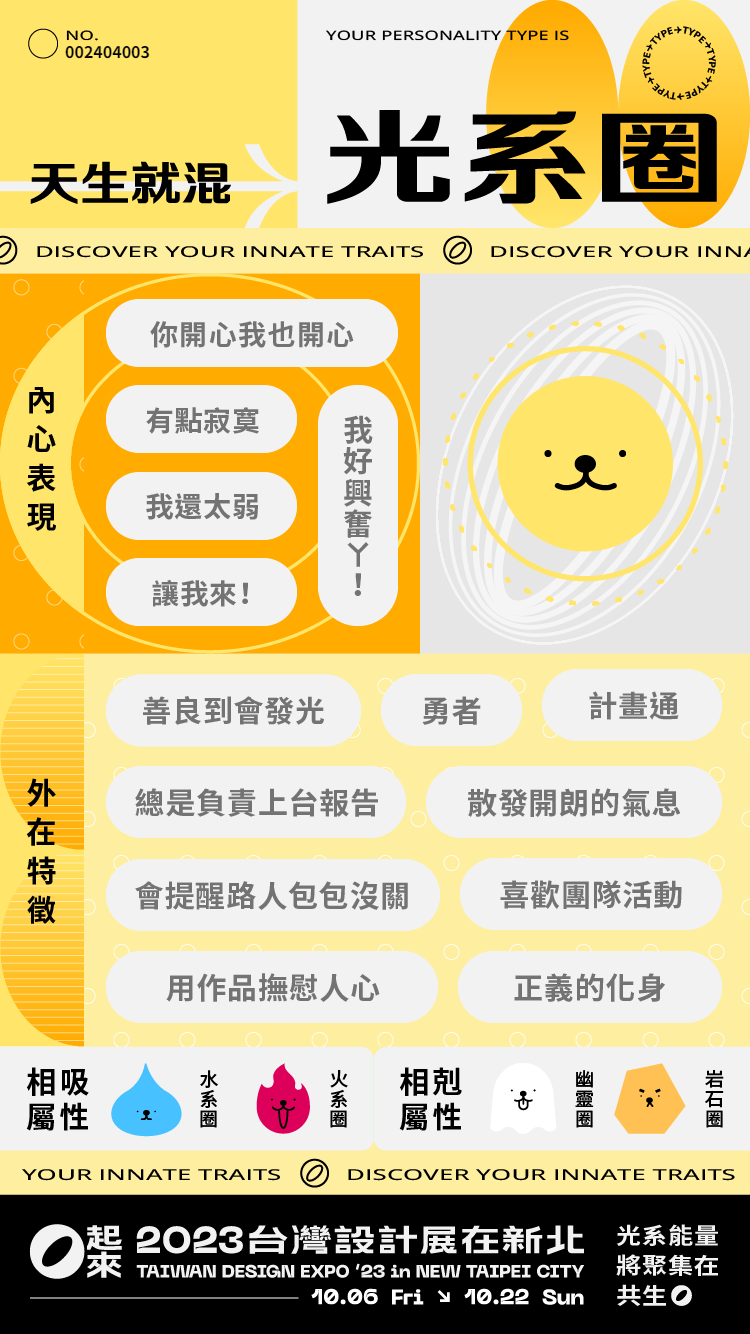 NO.
002404003
YOUR PERSONALITY TYPE IS
TYPE→TYPE→TYPE→TYPE→TYPE→TYPE→
天生就混
光系圈
DISCOVER YOUR INNATE TRAITS
DISCOVER YOUR INNA
內心表現
你開心我也開心
有點寂寞
我還太弱
讓我來！
我好興奮丫！
外在特徵
善良到會發光
勇者
計畫通
總是負責上台報告
散發開朗的氣息
會提醒路人包包沒關
喜歡團隊活動
用作品撫慰人心
正義的化身
相吸屬性
水系圈
火系圈
相剋屬性
幽靈圈
岩石圈
YOUR INNATE TRAITS
DISCOVER YOUR INNATE TRAITS
起來
2023台灣設計展在新北
TAIWAN DESIGN EXPO '23 in NEW TAIPEI CITY
10.06 Fri ↘ 10.22 Sun
光系能量
將聚集在
共生